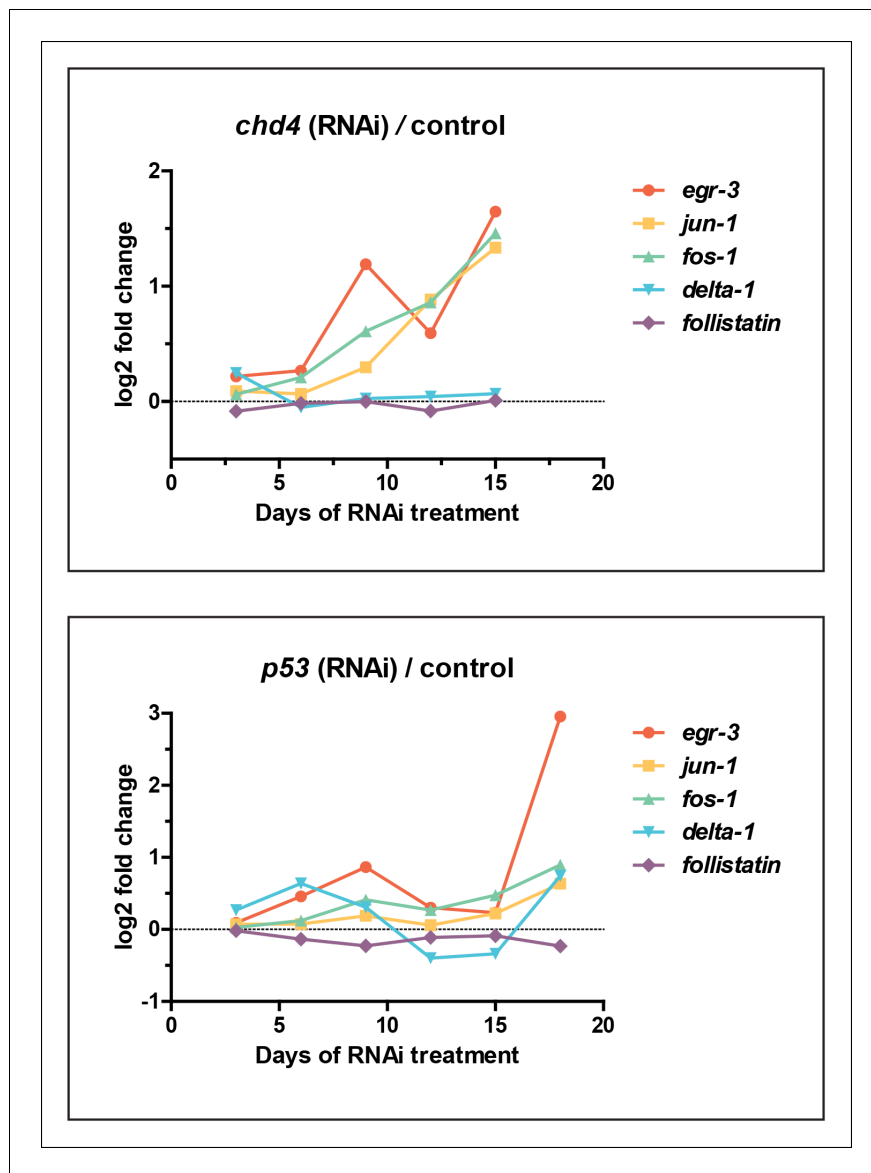 chd4 (RNAi) / control
2
1
0
log2 fold change
0 5 10 15 20
Days of RNAi treatment
egr-3
jun-1
fos-1
delta-1
follistatin
p53 (RNAi) / control
3
2
1
0
-1
log2 fold change
0 5 10 15 20
Days of RNAi treatment
egr-3
jun-1
fos-1
delta-1
follistatin